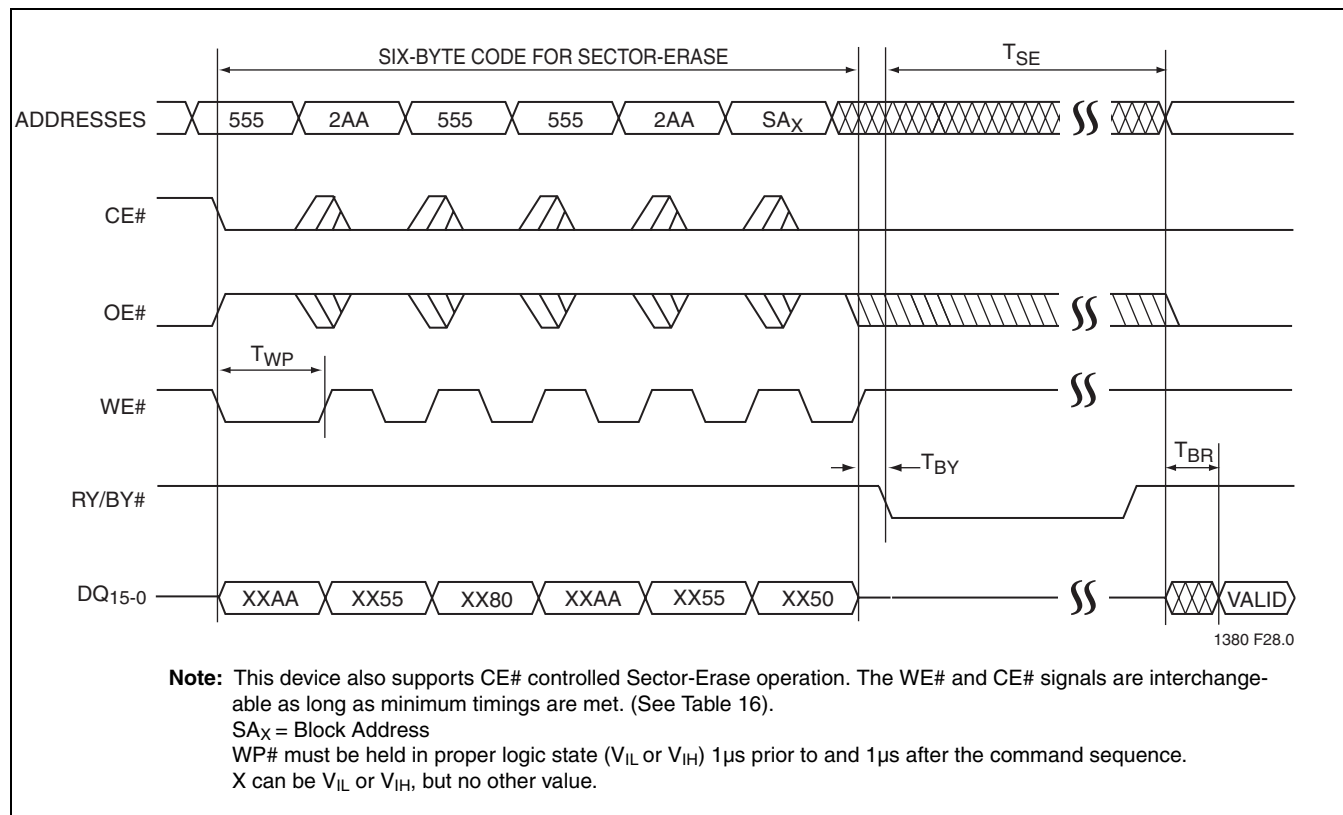 SIX-BYTE CODE FOR SECTOR-ERASE
TSE
ADDRESSES 555 2AA 555 555 2AA SAX
CE#
OE#
TWP
WE#
TBY
TBR
RY/BY#
DQ15-0 XXAA XX55 XX80 XXAA XX55 XX50 VALID
1380 F28.0
Note: This device also supports CE# controlled Sector-Erase operation. The WE# and CE# signals are interchange-
able as long as minimum timings are met. (See Table 16).
SAX = Block Address
WP# must be held in proper logic state (VIL or VIH) 1µs prior to and 1µs after the command sequence.
X can be VIL or VIH, but no other value.